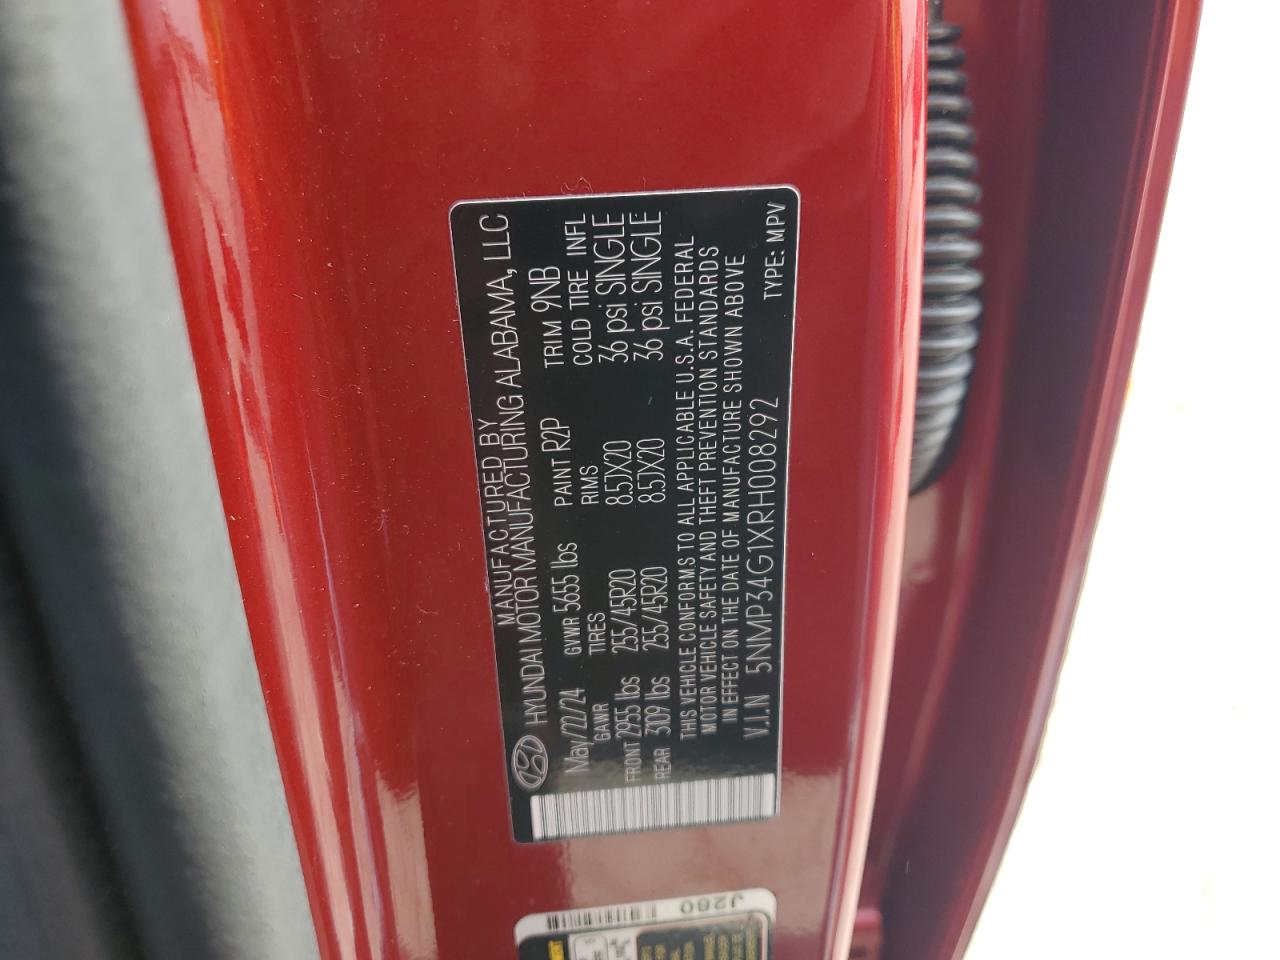 MANUFACTURED BY
HYUNDAI MOTOR MANUFACTURING ALABAMA, LLC
May/22/24 GVWR 5655 lbs PAINT R2P TRIM 9NB
GAWR TIRES RIMS COLD TIRE INFL
FRONT 2955 lbs 255/45R20 8.5JX20 36 psi SINGLE
REAR 3109 lbs 255/45R20 8.5JX20 36 psi SINGLE
THIS VEHICLE CONFORMS TO ALL APPLICABLE U.S.A. FEDERAL
MOTOR VEHICLE SAFETY AND THEFT PREVENTION STANDARDS
IN EFFECT ON THE DATE OF MANUFACTURE SHOWN ABOVE
V.I.N 5NMP34G1XRH008292 TYPE: MPV
J280